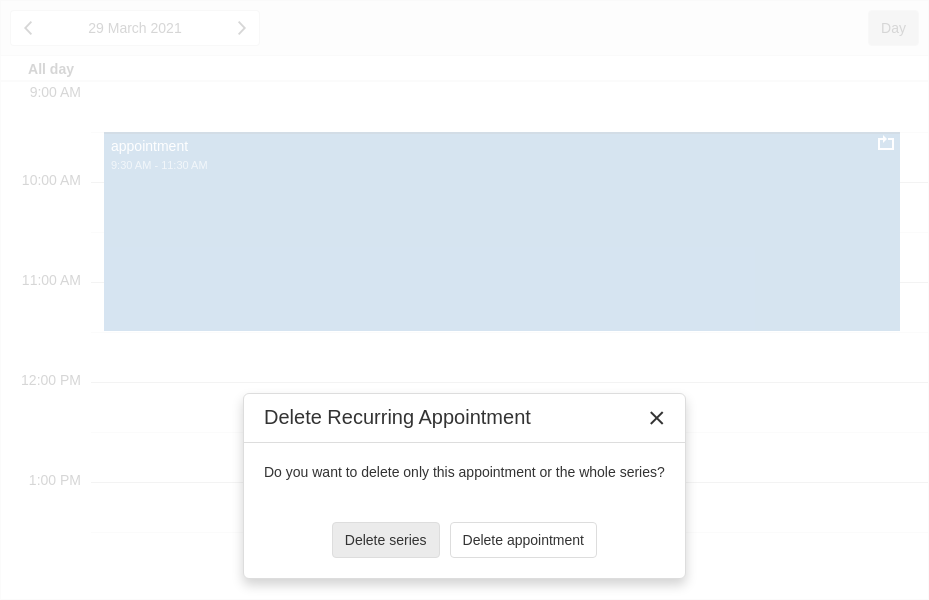 29 March 2021
Day
All day
9:00 AM
appointment
9:30 AM - 11:30 AM
10:00 AM
11:00 AM
12:00 PM
1:00 PM
Delete Recurring Appointment
Do you want to delete only this appointment or the whole series?
Delete series
Delete appointment